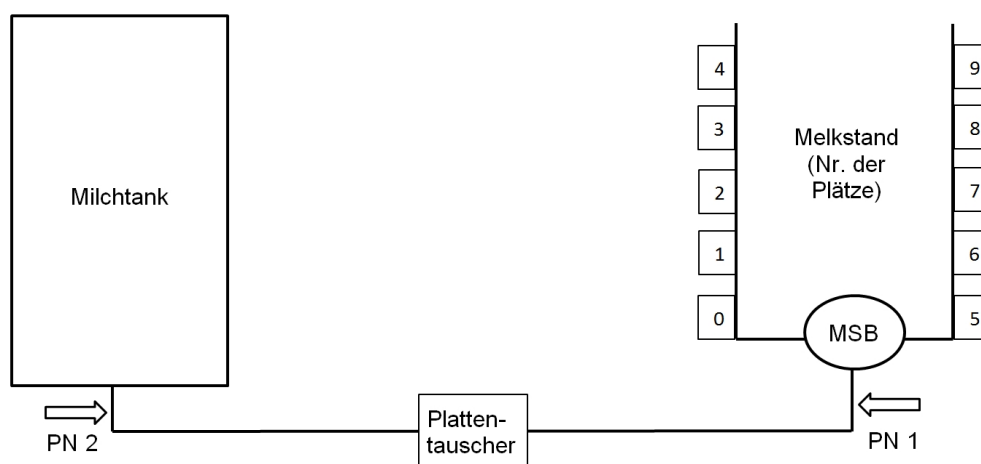 Milchtank
4
3
2
1
0
Melkstand
(Nr. der
Plätze)
9
8
7
6
5
MSB
PN 2
Platten-
tauscher
PN 1